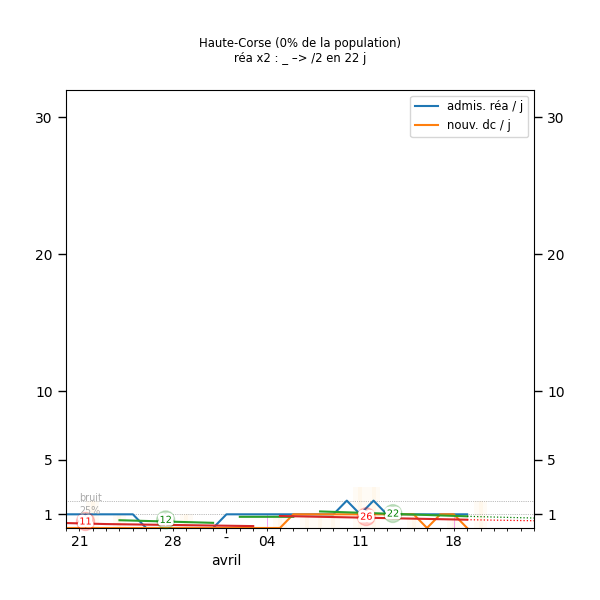 Haute-Corse (0% de la population)
réa x2 : _ –> /2 en 22 j
admis. réa / j
nouv. dc / j
30 30
20 20
10 10
5 5
bruit
25%
1 11 12 26 22 1
21 28 - 04 11 18
avril